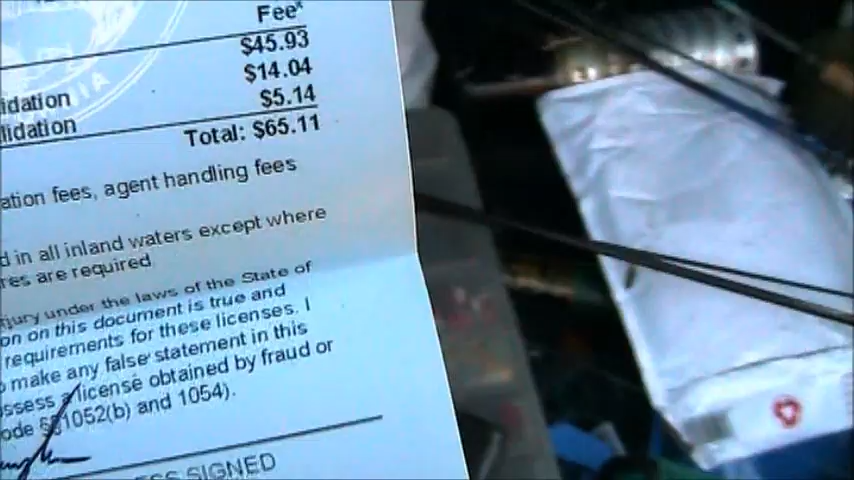 Fee*
$45.93
$14.04
idation $5.14
lidation
Total: $65.11
ation fees, agent handling fees
d in all inland waters except where
res are required
jury under the laws of the State of
on on this document is true and
requirements for these licenses. I
o make any false statement in this
ossess a license obtained by fraud or
ode §§1052(b) and 1054).
SS SIGNED